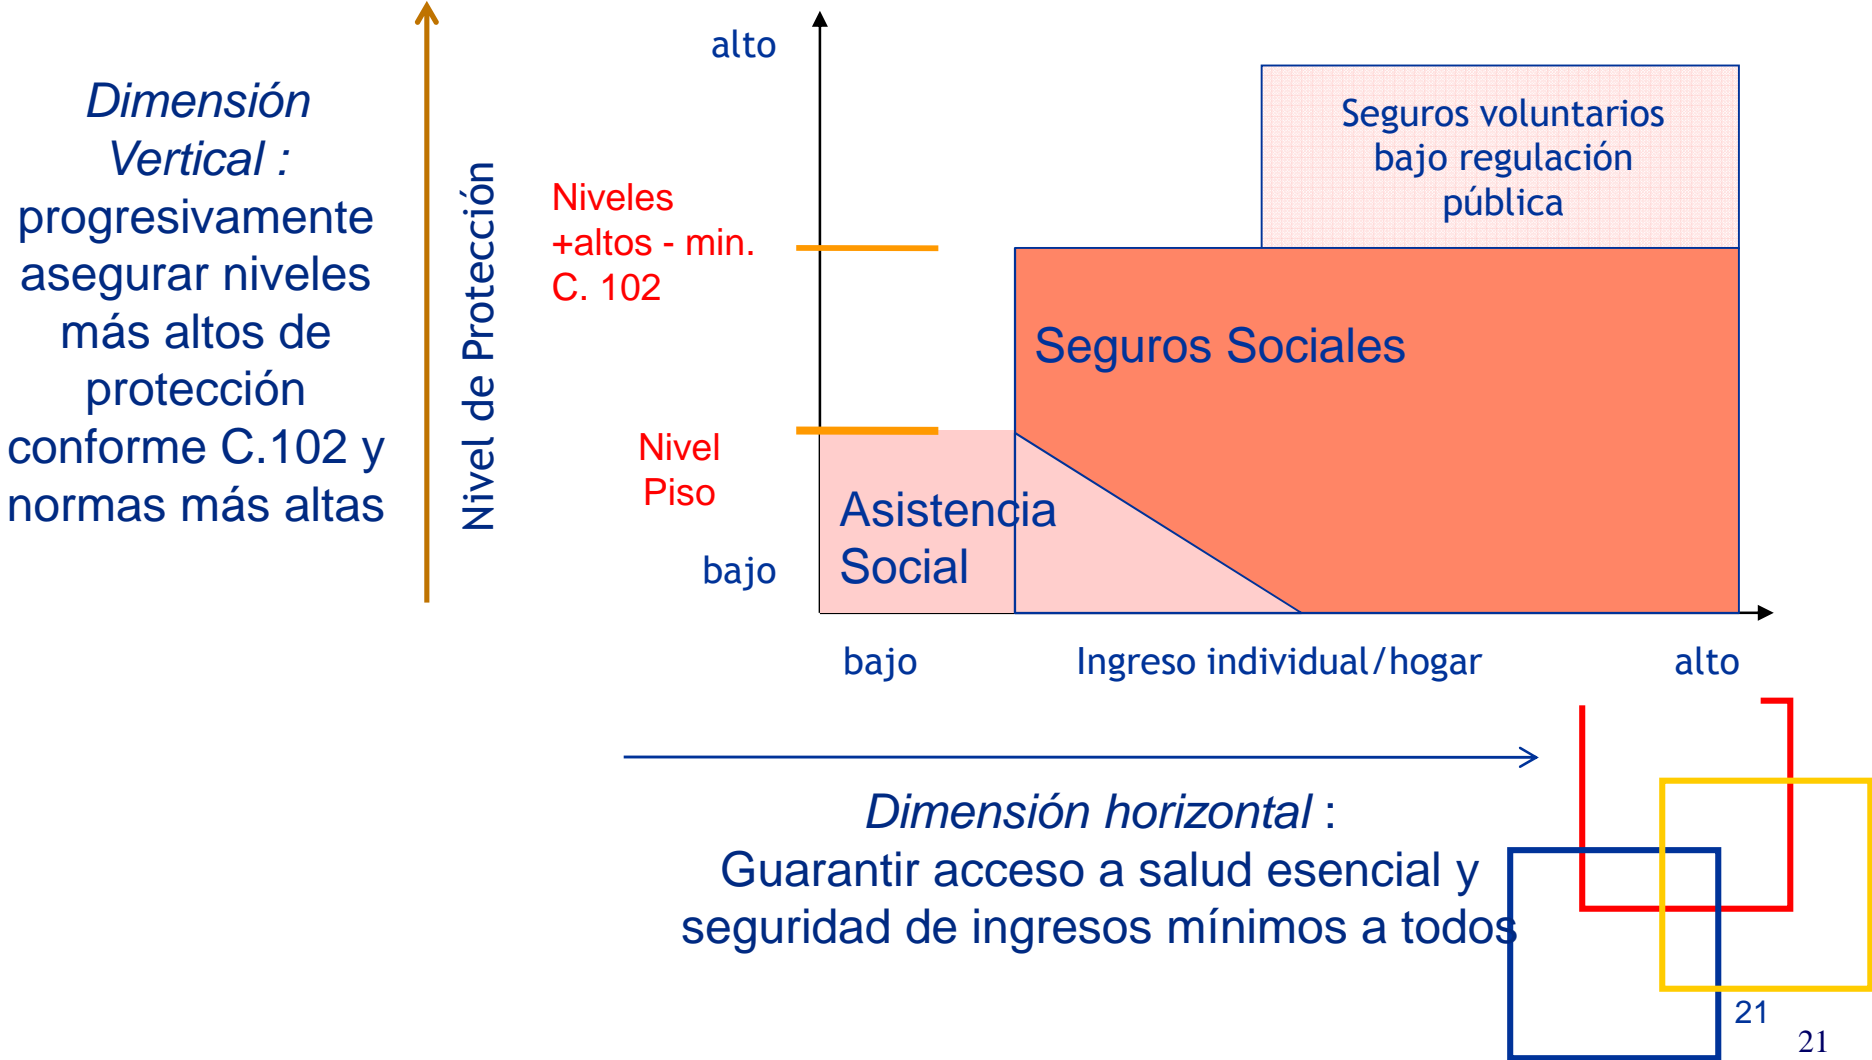 Dimensión
Vertical :
progresivamente
asegurar niveles
más altos de
protección
conforme C.102 y
normas más altas
Nivel de Protección
alto
Niveles
+altos - min.
C. 102
Nivel
Piso
bajo
Seguros voluntarios
bajo regulación
pública
Seguros Sociales
Asistencia
Social
bajo
Ingreso individual/hogar
alto
Dimensión horizontal :
Guarantir acceso a salud esencial y
seguridad de ingresos mínimos a todos
21
21